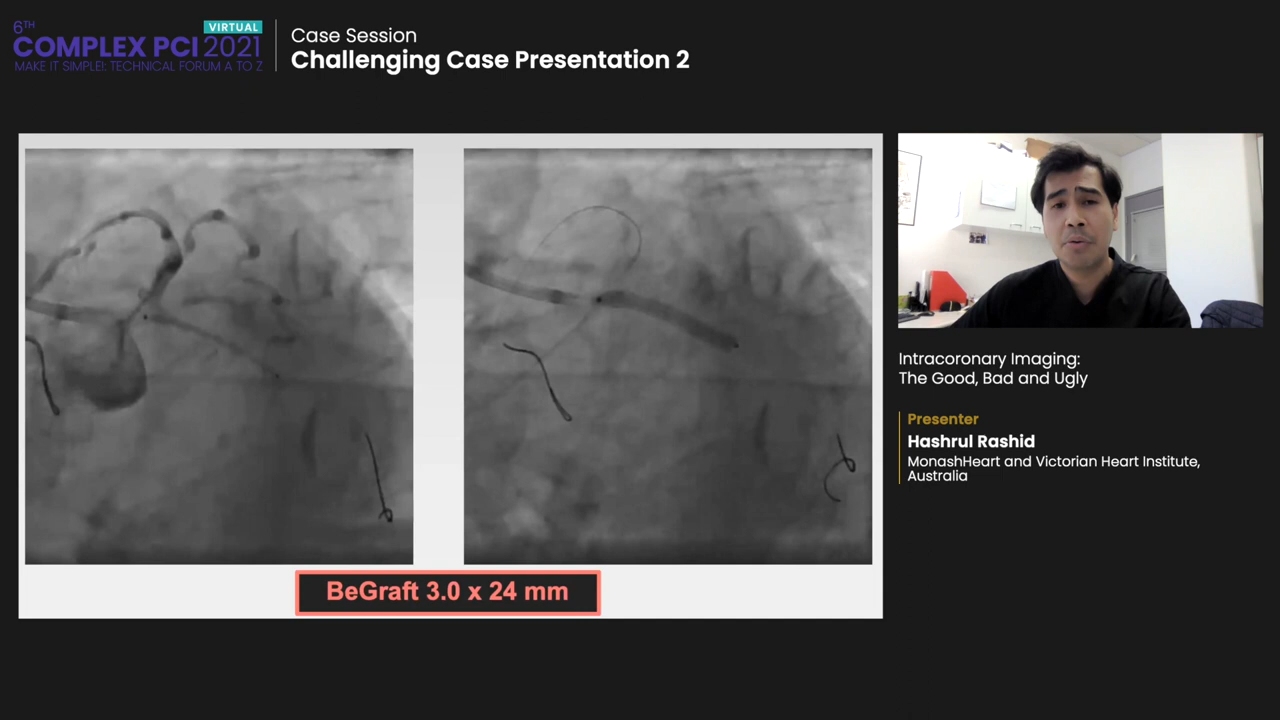 6TH
VIRTUAL
COMPLEX PCI 2021
MAKE IT SIMPLE!: TECHNICAL FORUM A TO Z
Case Session
Challenging Case Presentation 2
BeGraft 3.0 x 24 mm
Intracoronary Imaging:
The Good, Bad and Ugly
Presenter
Hashrul Rashid
MonashHeart and Victorian Heart Institute,
Australia